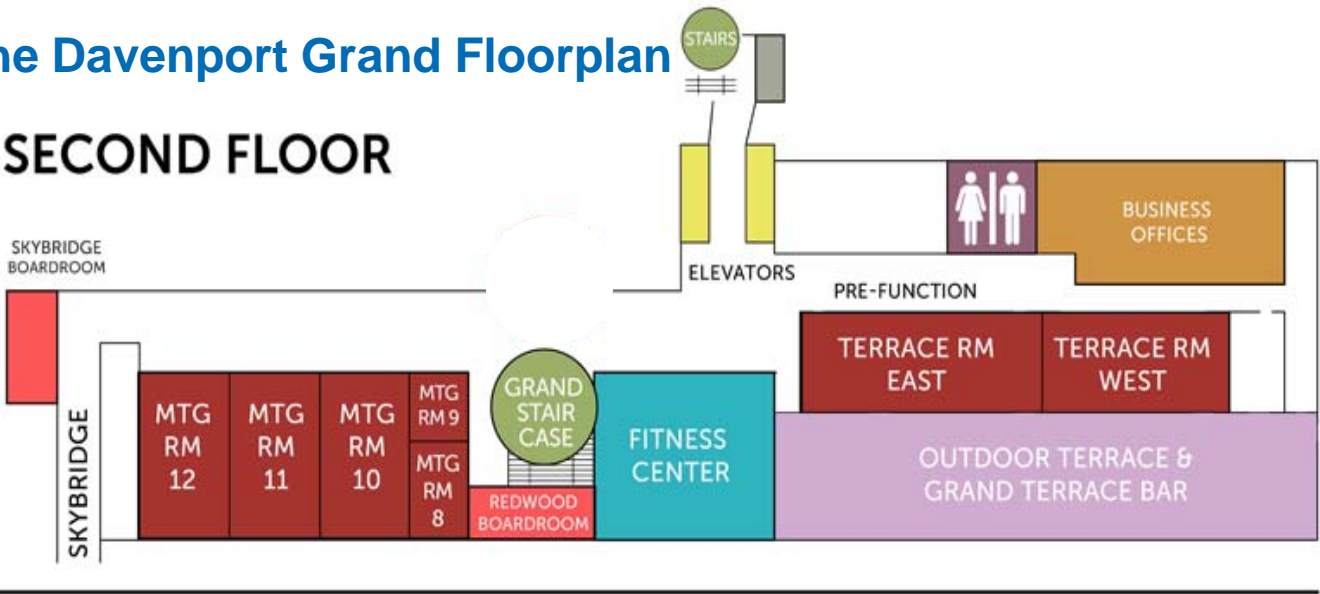 ne Davenport Grand Floorplan
STAIRS
SECOND FLOOR
SKYBRIDGE
BOARDROOM
BUSINESS
OFFICES
ELEVATORS
PRE-FUNCTION
TERRACE RM
EAST
TERRACE RM
WEST
SKYBRIDGE
MTG
RM
12
MTG
RM
11
MTG
RM
10
MTG
RM 9
MTG
RM
8
GRAND
STAIR
CASE
REDWOOD
BOARDROOM
FITNESS
CENTER
OUTDOOR TERRACE &
GRAND TERRACE BAR